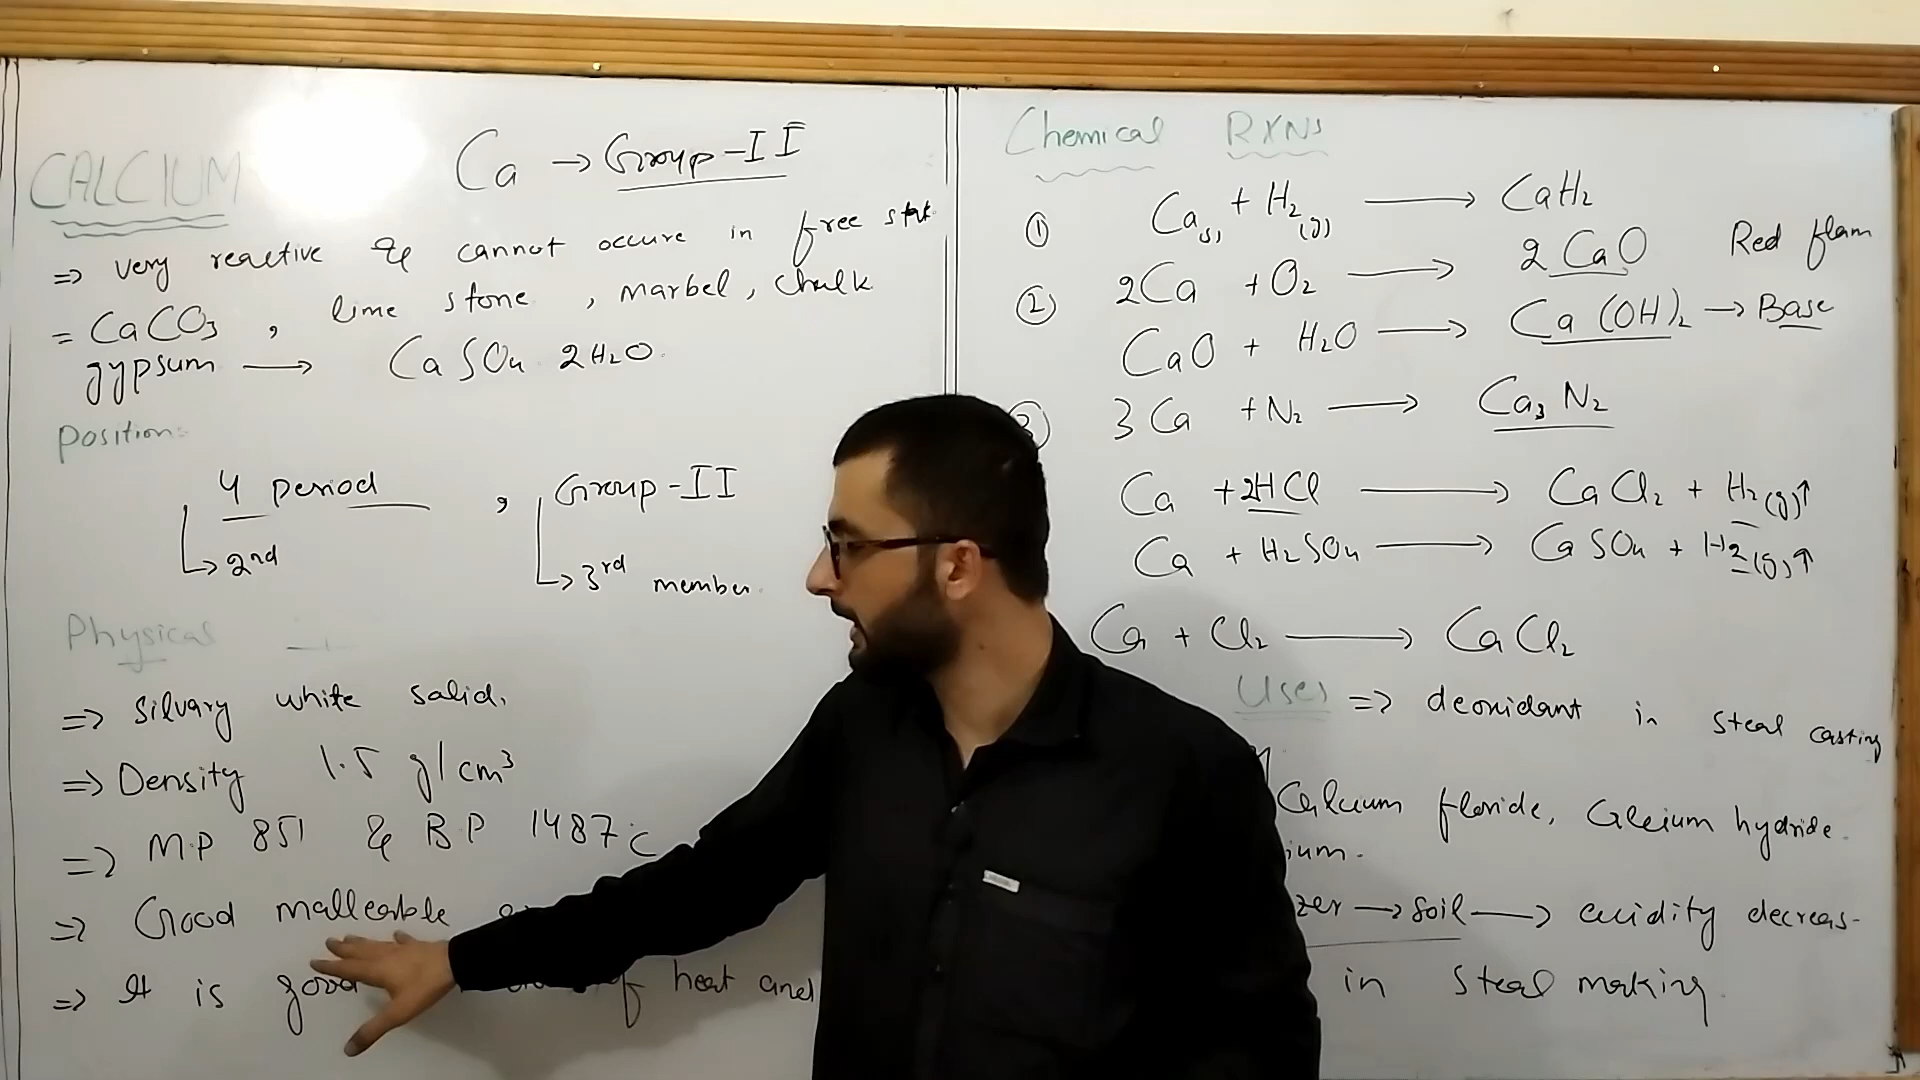 CALCIUM
Ca → Group-II
⇒ very reactive & cannot occure in free stat
= CaCO₃ , lime stone , marbel, chalk
gypsum → CaSO₄ 2H₂O.
Position:
4 period , Group-II
↳ 2nd ↳ 3rd member.
Physical
⇒ Silvary white salid.
⇒ Density 1.5 g/cm³
⇒ M.P 851 & B.P 1487 c
⇒ Good malleable
⇒ It is good of heat and
Chemical RXNs
① Ca(s) + H₂(g) → CaH₂
② 2Ca + O₂ → 2CaO Red flam
CaO + H₂O → Ca(OH)₂ → Base
3Ca + N₂ → Ca₃N₂
Ca + 2HCl → CaCl₂ + H₂(g)↑
Ca + H₂SO₄ → CaSO₄ + H₂(g)↑
Ca + Cl₂ → CaCl₂
Uses ⇒ deoxidant in steal casting
Calcium floride, Calcium hydride.
ium.
zer → soil → acidity decreas-
in steal making.